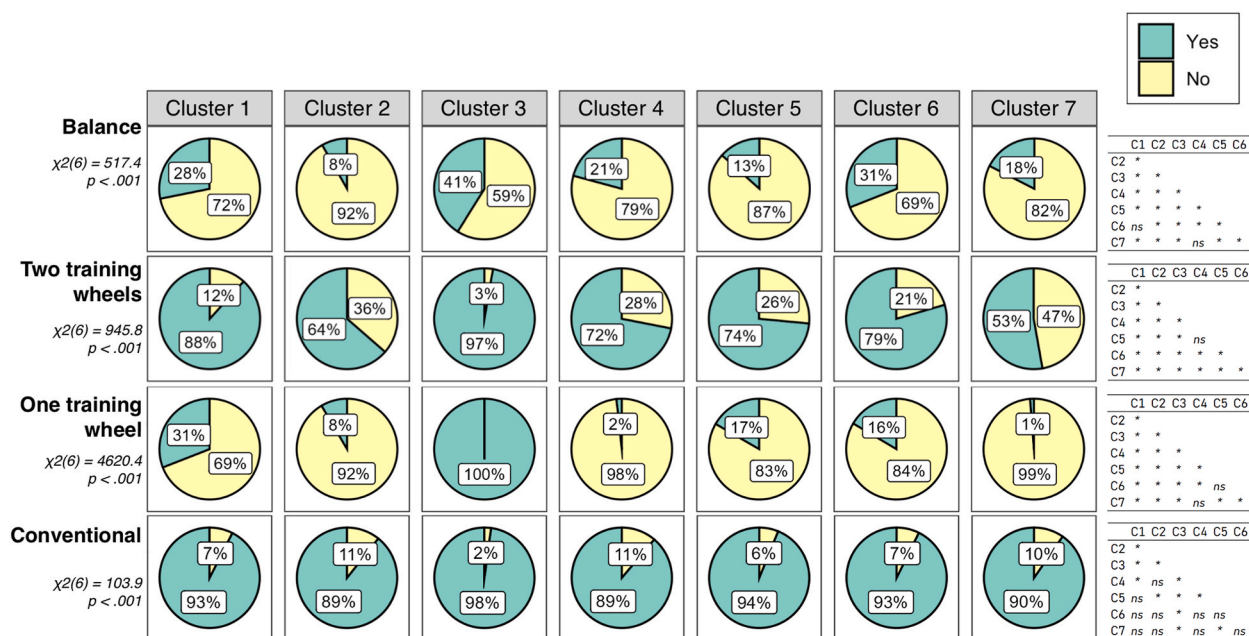 Yes
No
Cluster 1 Cluster 2 Cluster 3 Cluster 4 Cluster 5 Cluster 6 Cluster 7
Balance
χ2(6) = 517.4
p < .001
28% 72% 8% 92% 41% 59% 21% 79% 13% 87% 31% 69% 18% 82%
C1 C2 C3 C4 C5 C6
C2 *
C3 * *
C4 * * *
C5 * * * *
C6 ns * * * *
C7 * * * ns * *
Two training
wheels
χ2(6) = 945.8
p < .001
12% 88% 36% 64% 3% 97% 28% 72% 26% 74% 21% 79% 53% 47%
C1 C2 C3 C4 C5 C6
C2 *
C3 * *
C4 * * *
C5 * * * ns
C6 * * * * *
C7 * * * * * *
One training
wheel
χ2(6) = 4620.4
p < .001
31% 69% 8% 92% 100% 2% 98% 17% 83% 16% 84% 1% 99%
C1 C2 C3 C4 C5 C6
C2 *
C3 * *
C4 * * *
C5 * * * *
C6 * * * * ns
C7 * * * ns * *
Conventional
χ2(6) = 103.9
p < .001
7% 93% 11% 89% 2% 98% 11% 89% 6% 94% 7% 93% 10% 90%
C1 C2 C3 C4 C5 C6
C2 *
C3 * *
C4 * ns *
C5 ns * * *
C6 ns ns * ns ns
C7 ns ns * ns * ns